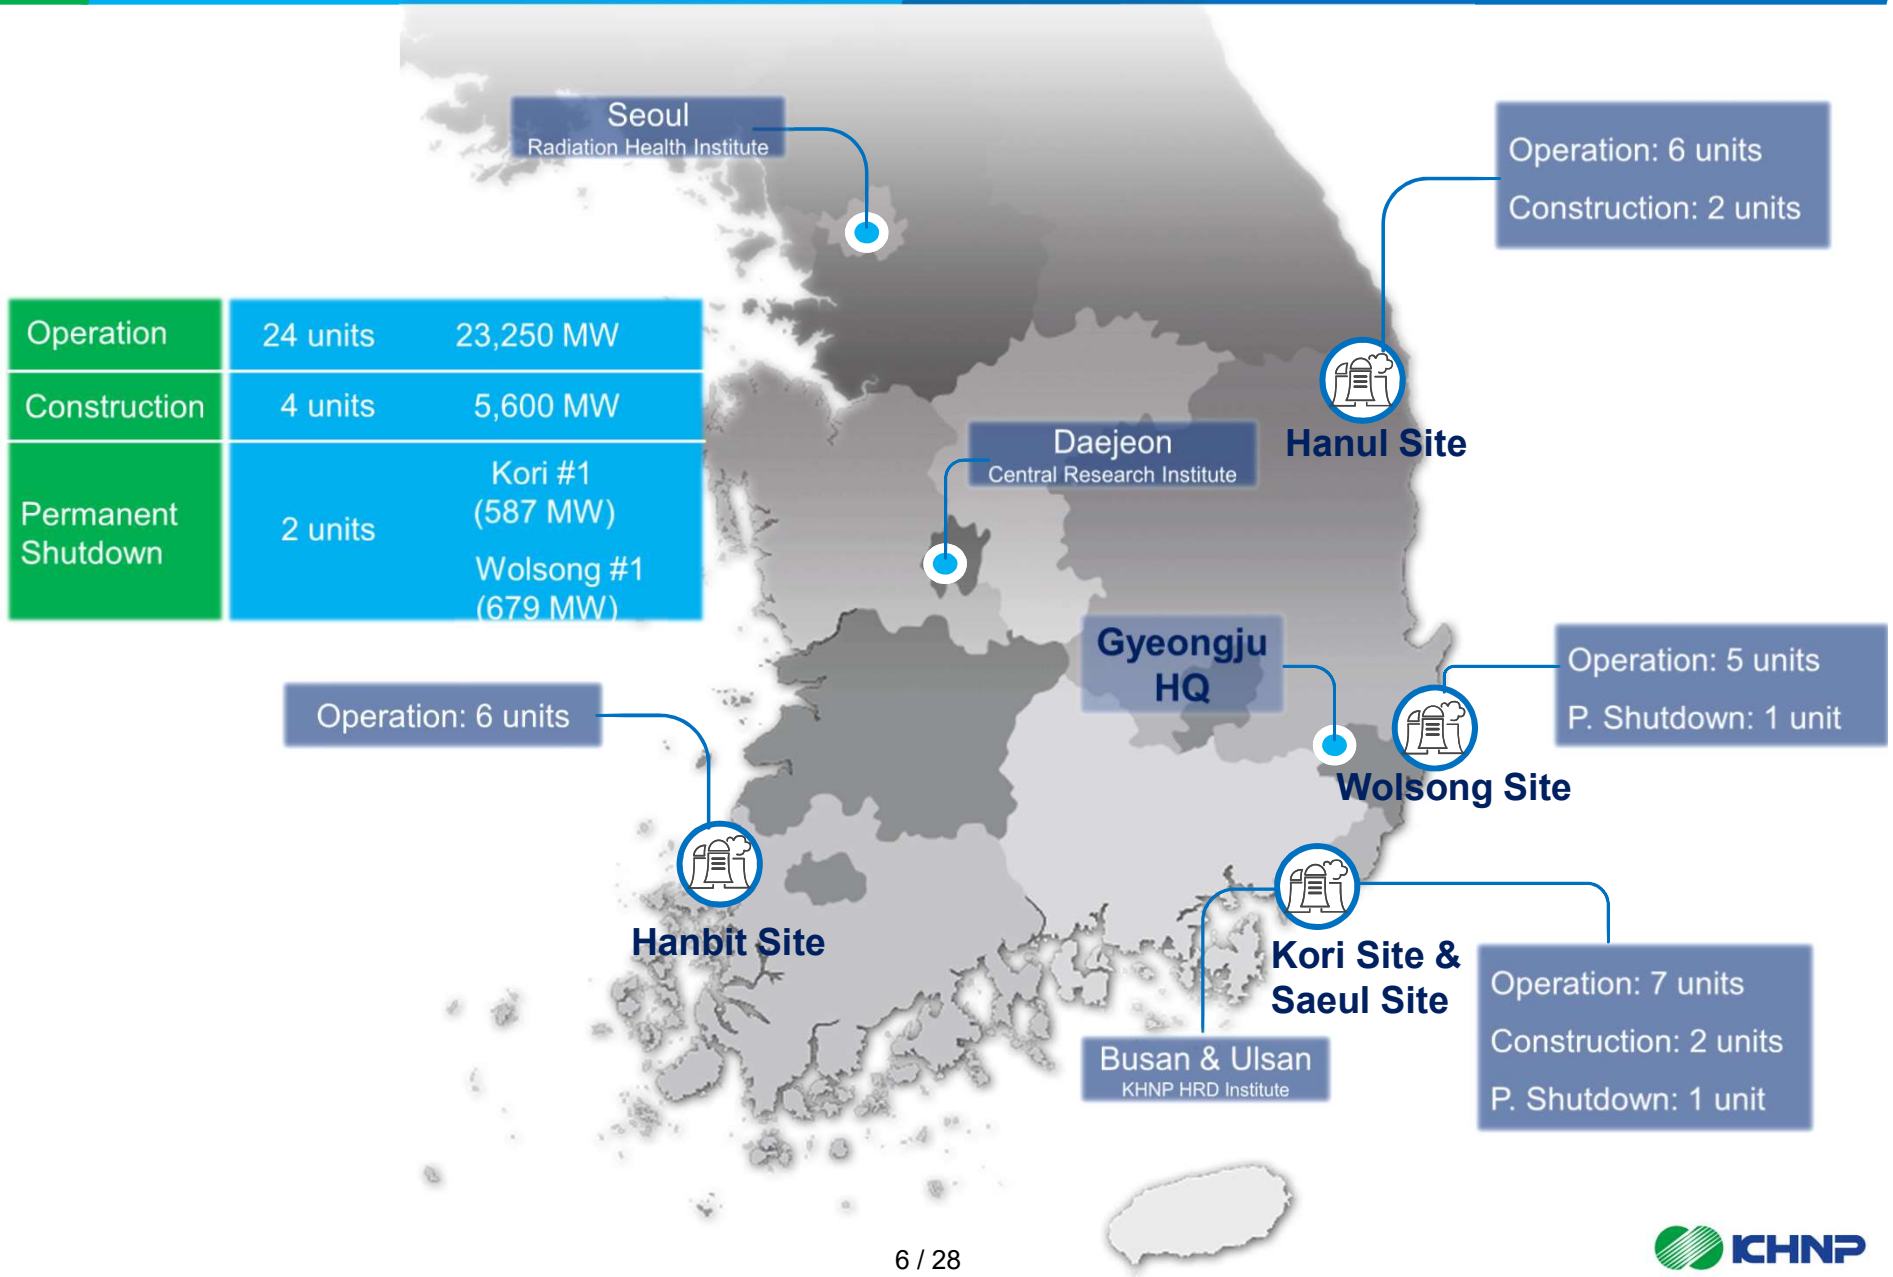 Seoul
Radiation Health Institute
Operation: 6 units
Construction: 2 units
Operation 24 units 23,250 MW
Construction 4 units 5,600 MW
Permanent Shutdown 2 units
Kori #1
(587 MW)
Wolsong #1
(679 MW)
Hanul Site
Daejeon
Central Research Institute
Gyeongju
HQ
Operation: 5 units
P. Shutdown: 1 unit
Wolsong Site
Operation: 6 units
Hanbit Site
Kori Site &
Saeul Site
Operation: 7 units
Construction: 2 units
P. Shutdown: 1 unit
Busan & Ulsan
KHNP HRD Institute
6 / 28
KHNP